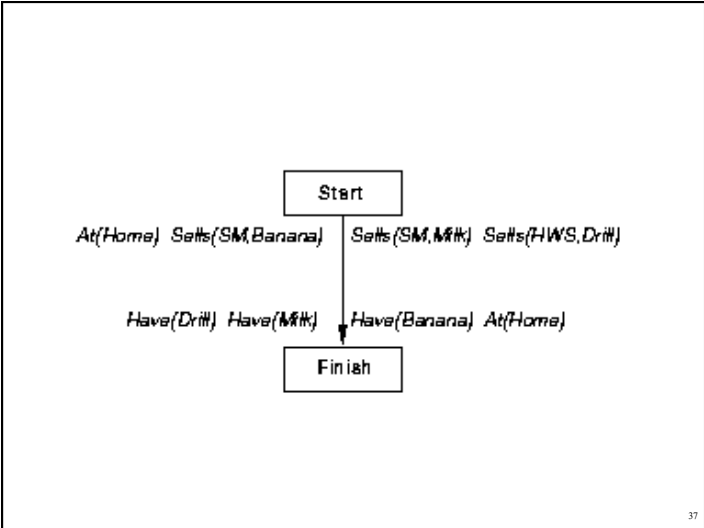 Start
At(Home) Sells(SM,Banana) Sells(SM,Milk) Sells(HWS,Drill)
Have(Drill) Have(Milk) Have(Banana) At(Home)
Finish
37